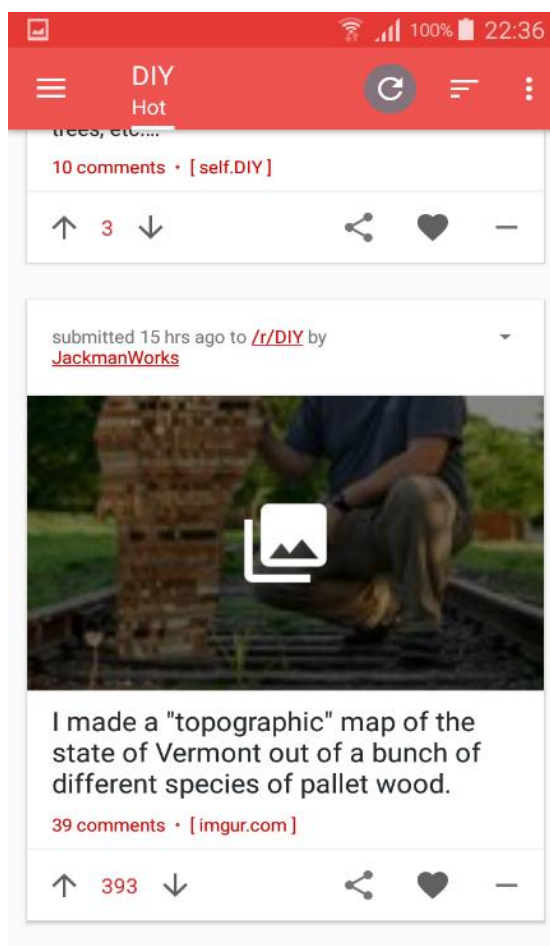 100% 22:36
DIY
Hot
trees, etc....
10 comments • [ self.DIY ]
3
submitted 15 hrs ago to /r/DIY by
JackmanWorks
I made a "topographic" map of the
state of Vermont out of a bunch of
different species of pallet wood.
39 comments • [ imgur.com ]
393